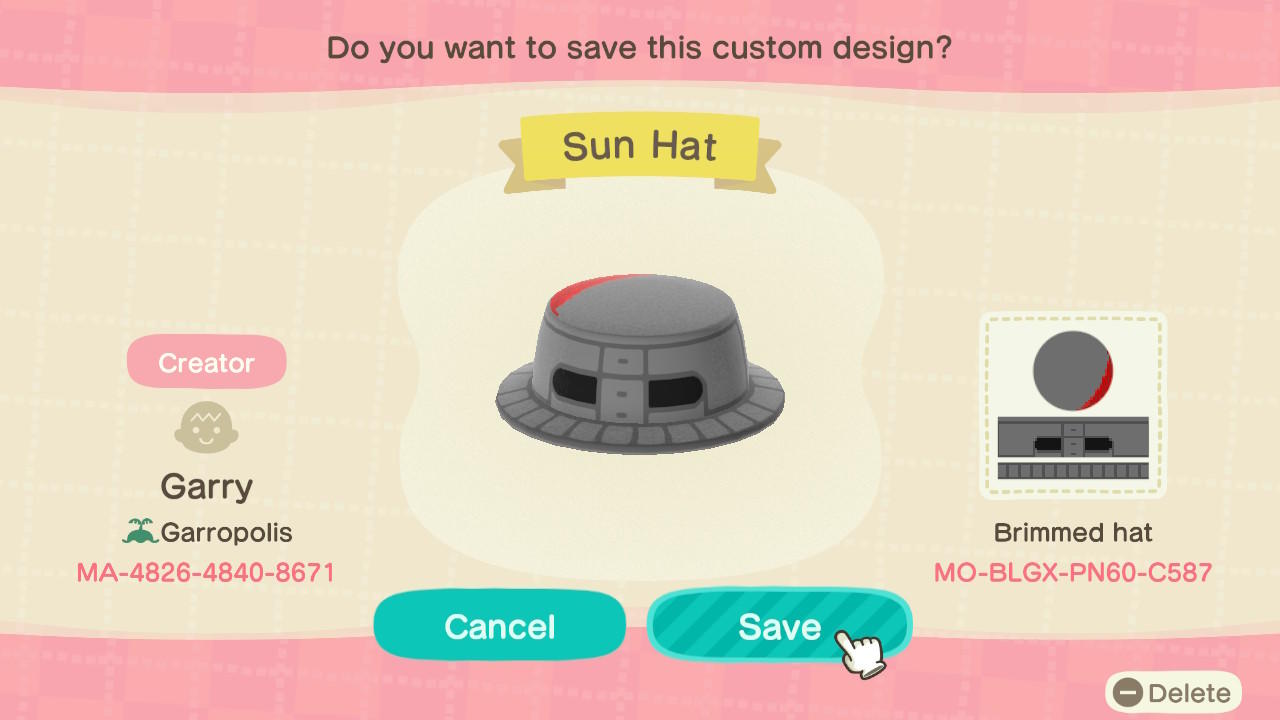 Do you want to save this custom design?
Sun Hat
Creator
Garry
Garropolis
MA-4826-4840-8671
Brimmed hat
MO-BLGX-PN60-C587
Cancel
Save
Delete